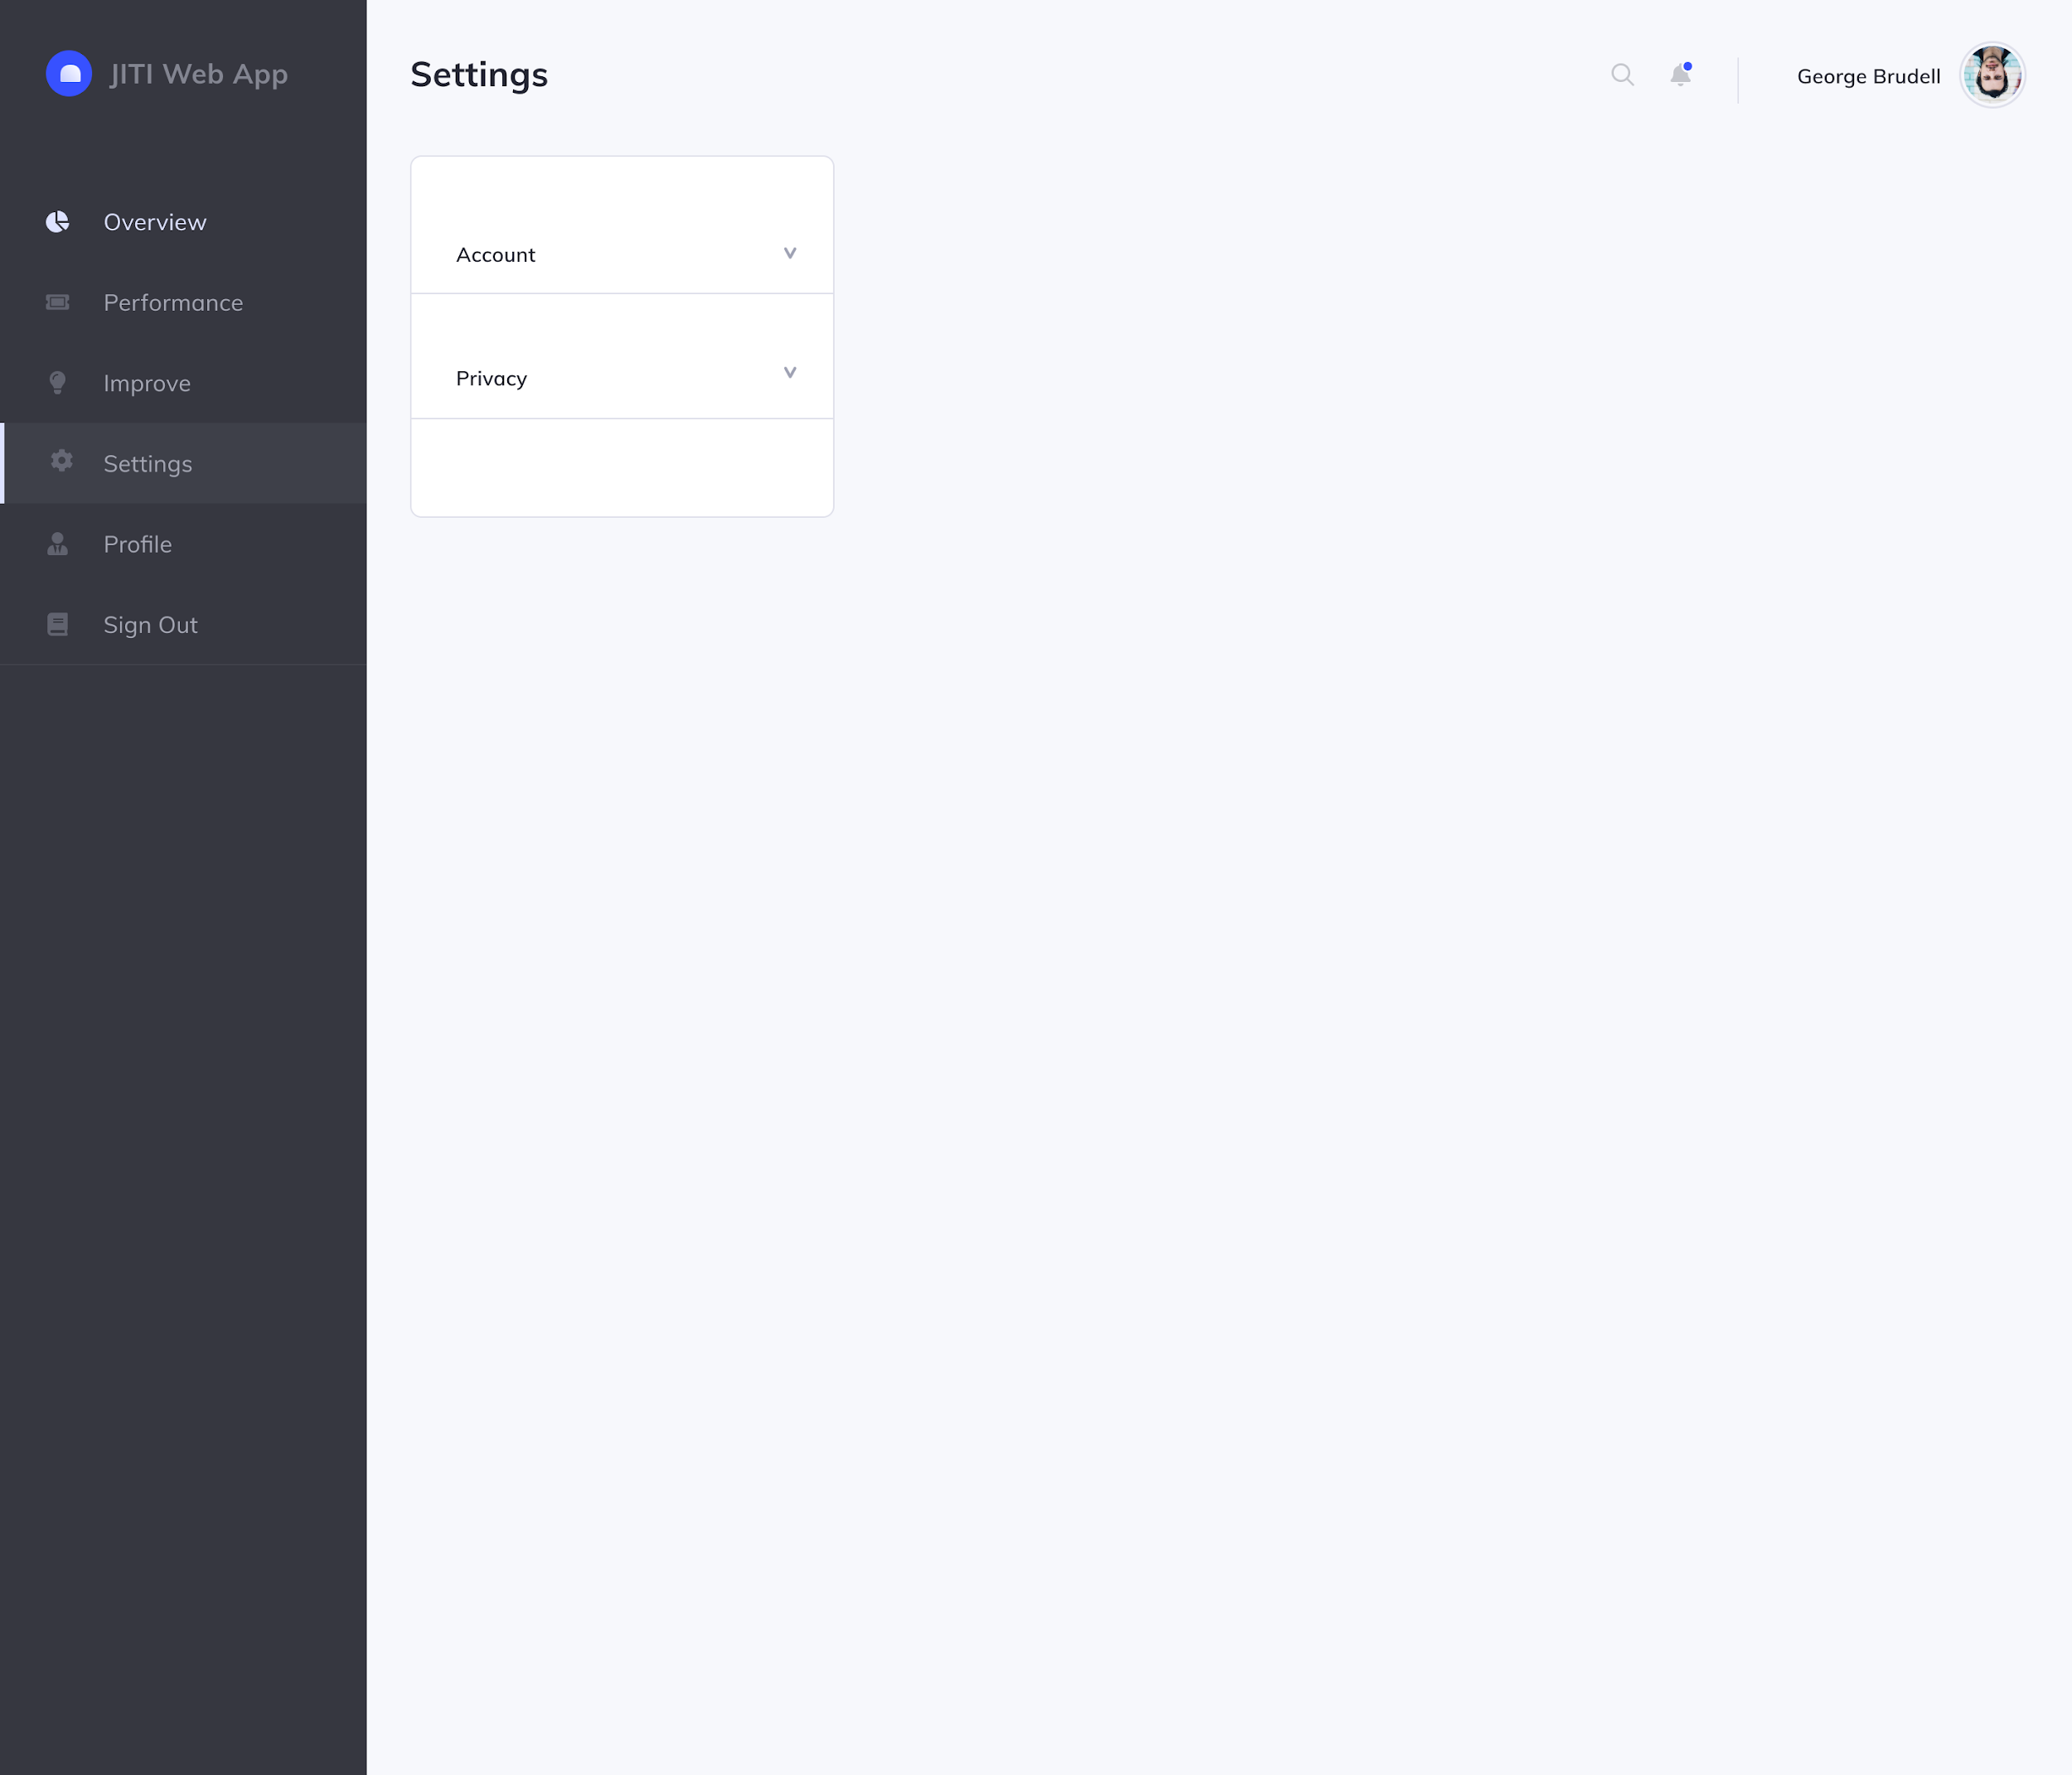 JITI Web App
Settings
George Brudell
Overview
Performance
Improve
Settings
Profile
Sign Out
Account
Privacy